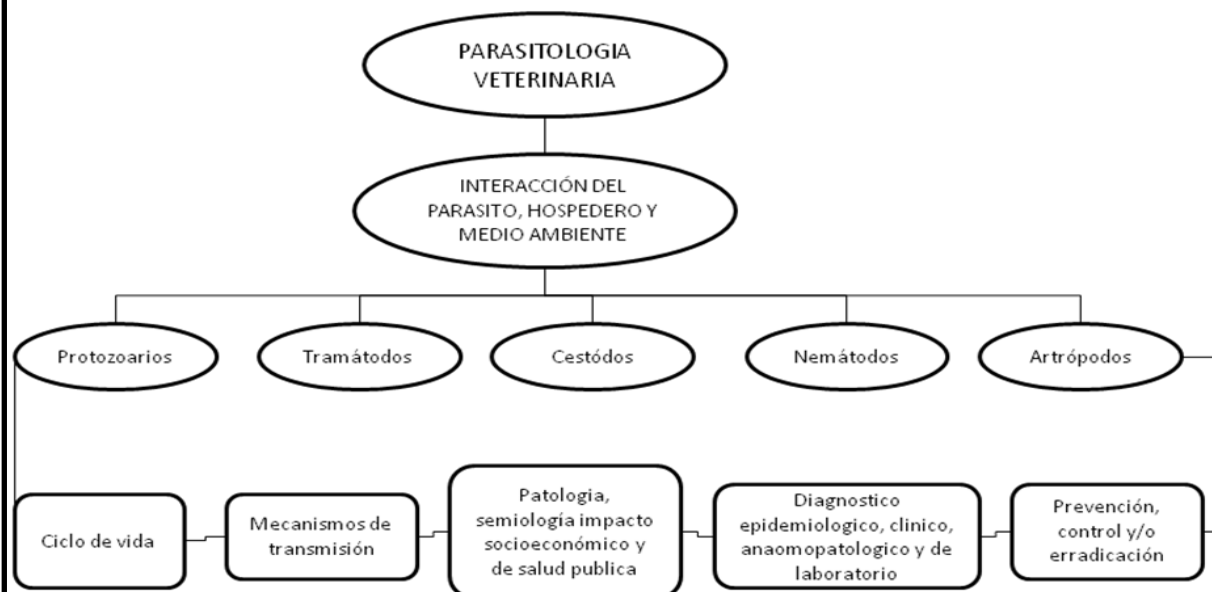 PARASITOLOGIA
VETERINARIA
INTERACCIÓN DEL
PARASITO, HOSPEDERO Y
MEDIO AMBIENTE
Protozoarios
Tramátodos
Cestódos
Nemátodos
Artrópodos
Ciclo de vida
Mecanismos de
transmisión
Patologia,
semiología impacto
socioeconómico y
de salud publica
Diagnostico
epidemiologico, clinico,
anaomopatologico y de
laboratorio
Prevención,
control y/o
erradicación